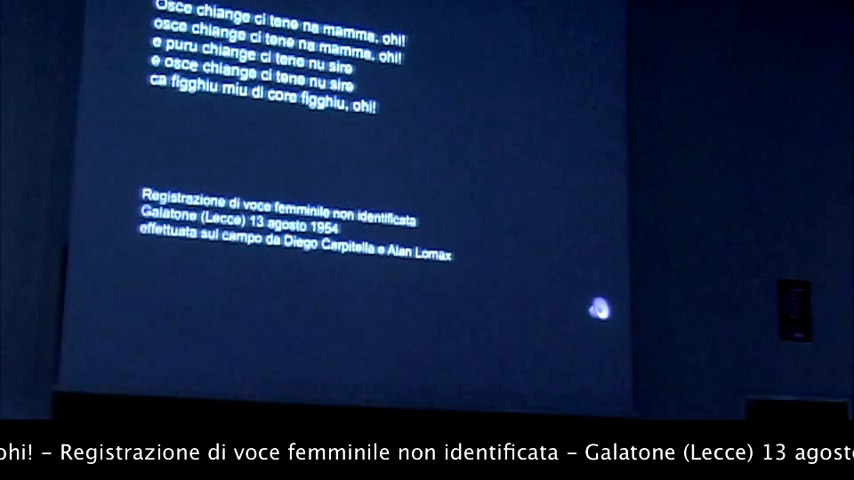 Osce chiange ci tene na mamma, ohi!
osce chiange ci tene na mamma, ohi!
e puru chiange ci tene nu sire
e osce chiange ci tene nu sire
ca figghiu miu di core figghiu, ohi!
Registrazione di voce femminile non identificata
Galatone (Lecce) 13 agosto 1954
effettuata sul campo da Diego Carpitella e Alan Lomax
ohi! - Registrazione di voce femminile non identificata - Galatone (Lecce) 13 agosto